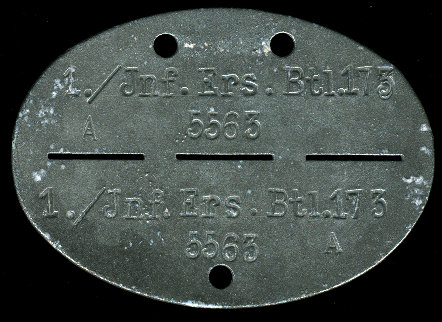 1./Jnf. Ers. Btl.173
A 5563
1./Jnf. Ers. Btl.173
5563 A